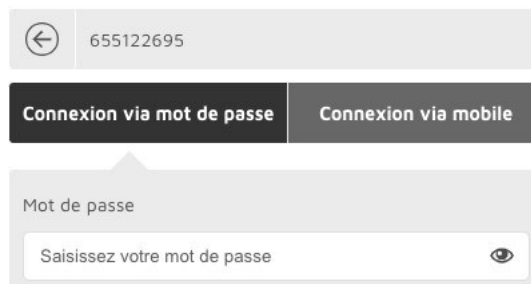 655122695
Connexion via mot de passe Connexion via mobile
Mot de passe
Saisissez votre mot de passe